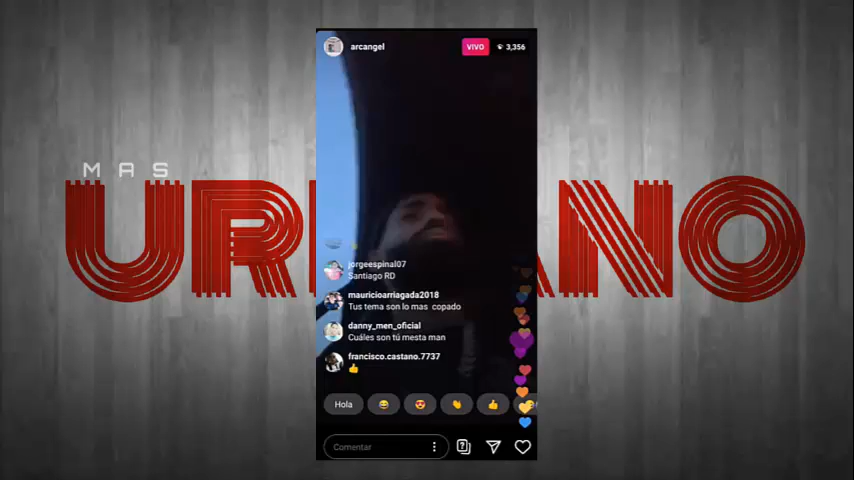 arcangel
VIVO
3,356
MAS
jorgeespinal07
Santiago RD
mauricioarriagada2018
Tus tema son lo mas copado
danny_men_oficial
Cuáles son tú mesta man
francisco.castano.7737
Hola
Comentar